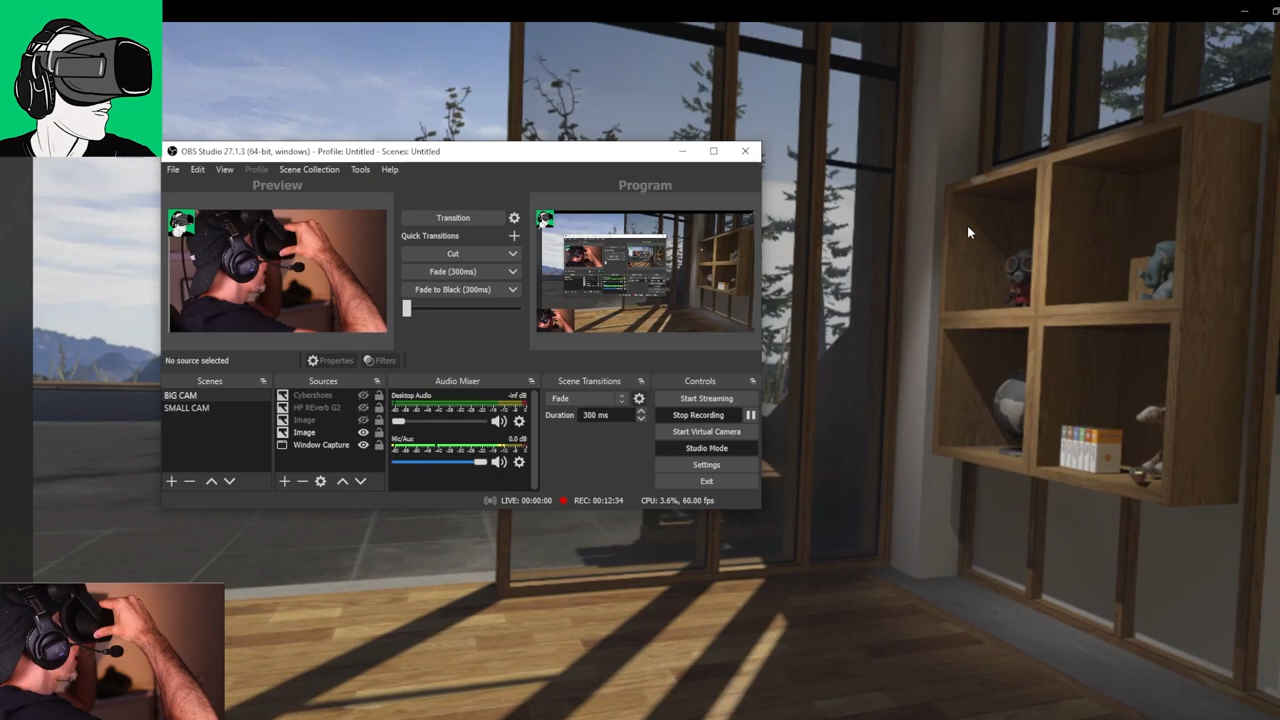 OBS Studio 27.1.3 (64-bit, windows) - Profile: Untitled - Scenes: Untitled
File Edit View Profile Scene Collection Tools Help
Preview
Program
Transition
Quick Transitions
Cut
Fade (300ms)
Fade to Black (300ms)
No source selected
Properties
Filters
Scenes
Sources
Audio Mixer
Scene Transitions
Controls
BIG CAM
SMALL CAM
Cybershoes
HP REverb G2
Image
Image
Window Capture
Desktop Audio
-inf dB
Mic/Aux
0.0 dB
Fade
Duration 300 ms
Start Streaming
Stop Recording
Start Virtual Camera
Studio Mode
Settings
Exit
LIVE: 00:00:00
REC: 00:12:34
CPU: 3.6%, 60.00 fps